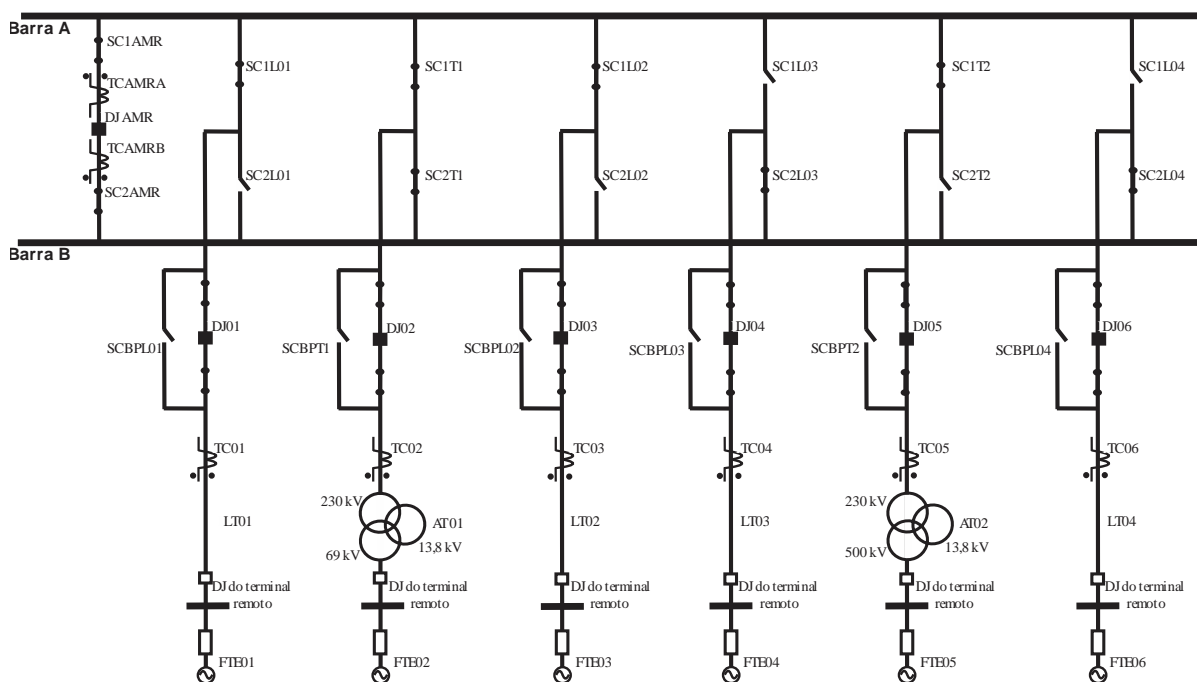 Barra A
SC1AMR
SC1L01
SC1T1
SC1L02
SC1L03
SC1T2
SC1L04
TCAMRA
DJ AMR
TCAMRB
SC2AMR
SC2L01
SC2T1
SC2L02
SC2L03
SC2T2
SC2L04
Barra B
DJ01
DJ02
DJ03
DJ04
DJ05
DJ06
SCBPL01
SCBPT1
SCBPL02
SCBPL03
SCBPT2
SCBPL04
TC01
TC02
TC03
TC04
TC05
TC06
230 kV
230 kV
LT01
AT01
LT02
LT03
AT02
LT04
69 kV
13,8 kV
500 kV
13,8 kV
DJ do terminal
remoto
DJ do terminal
remoto
DJ do terminal
remoto
DJ do terminal
remoto
DJ do terminal
remoto
DJ do terminal
remoto
FTE01
FTE02
FTE03
FTE04
FTE05
FTE06